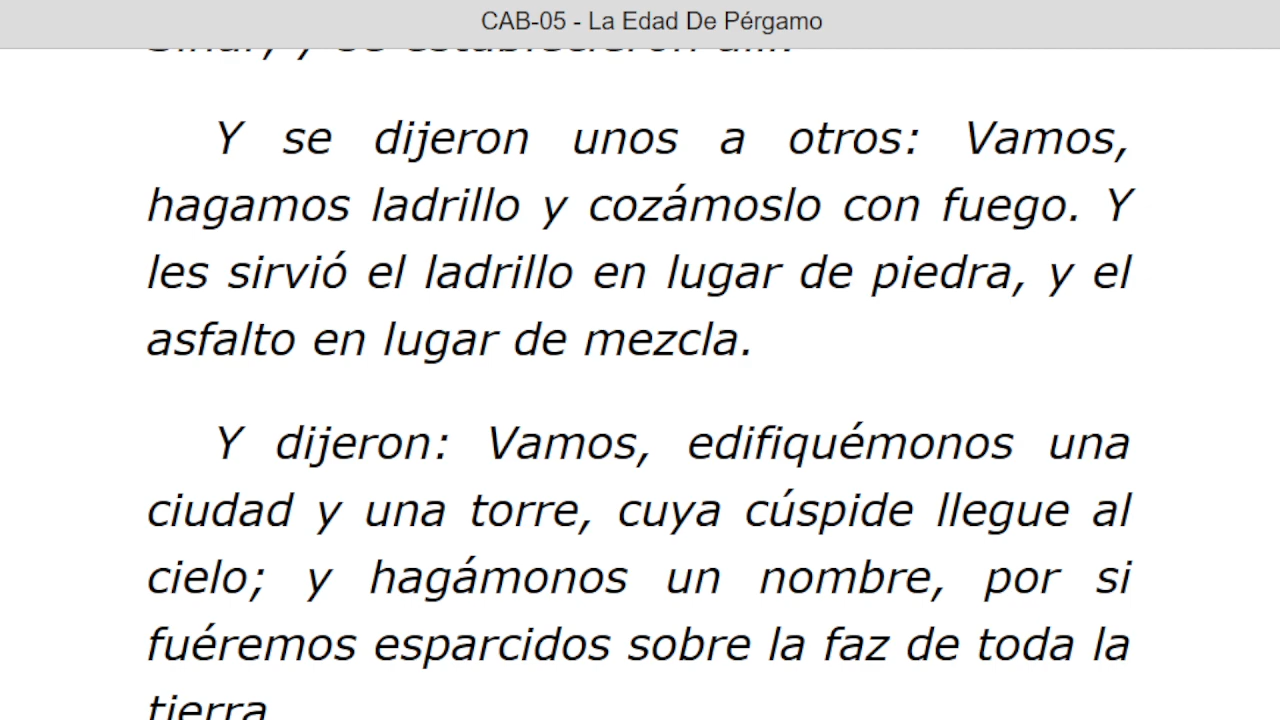 CAB-05 - La Edad De Pérgamo
Y se dijeron unos a otros: Vamos,
hagamos ladrillo y cozámoslo con fuego. Y
les sirvió el ladrillo en lugar de piedra, y el
asfalto en lugar de mezcla.
Y dijeron: Vamos, edifiquémonos una
ciudad y una torre, cuya cúspide llegue al
cielo; y hagámonos un nombre, por si
fuéremos esparcidos sobre la faz de toda la
tierra